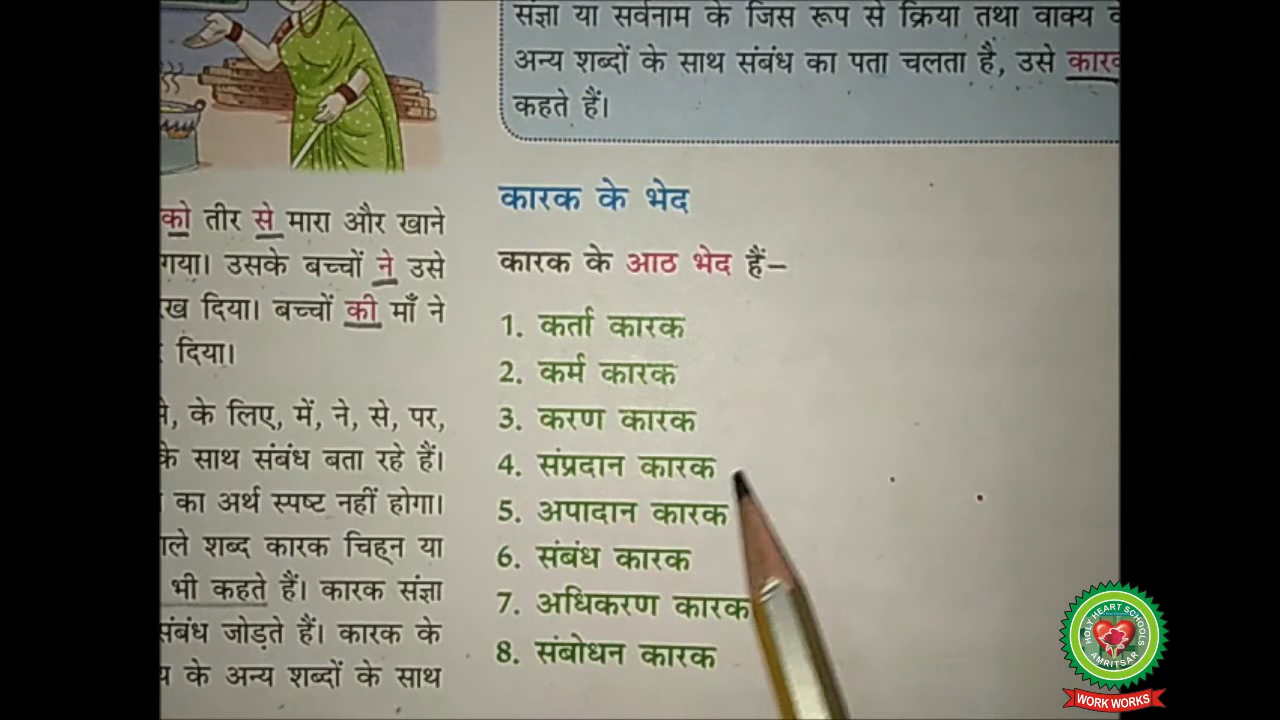 को तीर से मारा और खाने
गया। उसके बच्चों ने उसे
दिया। बच्चों की माँ ने
दिया।
के लिए, में, ने, से, पर,
के साथ संबंध बता रहे हैं।
का अर्थ स्पष्ट नहीं होगा।
शब्द कारक चिह्न या
भी कहते हैं। कारक संज्ञा
संबंध जोड़ते हैं। कारक के
के अन्य शब्दों के साथ
संज्ञा या सर्वनाम के जिस रूप से क्रिया तथा वाक्य
अन्य शब्दों के साथ संबंध का पता चलता है, उसे कारक
कहते हैं।
कारक के भेद
कारक के आठ भेद हैं–
1. कर्ता कारक
2. कर्म कारक
3. करण कारक
4. संप्रदान कारक
5. अपादान कारक
6. संबंध कारक
7. अधिकरण कारक
8. संबोधन कारक
HOLY HEART SCHOOLS
AMRITSAR
WORK WORKS